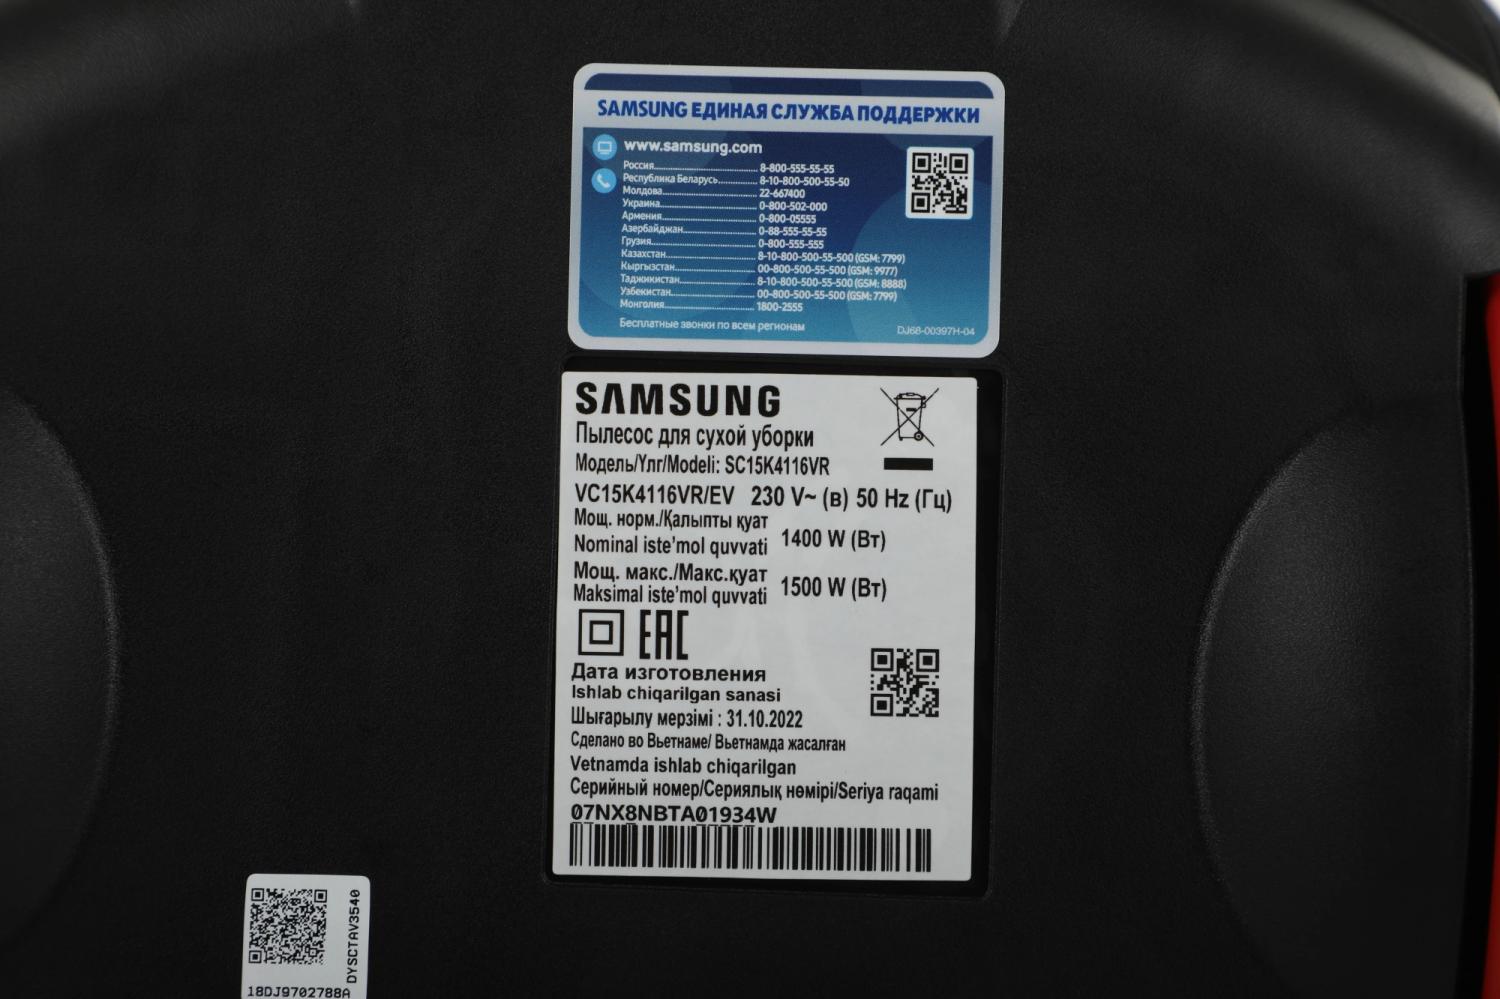 SAMSUNG ЕДИНАЯ СЛУЖБА ПОДДЕРЖКИ
www.samsung.com
Россия 8-800-555-55-55
Республика Беларусь 8-10-800-500-55-50
Молдова 22-667400
Украина 0-800-502-000
Армения 0-800-05555
Азербайджан 0-88-555-55-55
Грузия 0-800-555-555
Казахстан 8-10-800-500-55-500 (GSM: 7799)
Кыргызстан 00-800-500-55-500 (GSM: 9977)
Таджикистан 8-10-800-500-55-500 (GSM: 8888)
Узбекистан 00-800-500-55-500 (GSM: 7799)
Монголия 1800-2555
Бесплатные звонки по всем регионам DJ68-00397H-04
SAMSUNG
Пылесос для сухой уборки
Модель/Үлг/Modeli: SC15K4116VR
VC15K4116VR/EV 230 V~ (в) 50 Hz (Гц)
Мощ. норм./Қалыпты қуат
Nominal iste'mol quvvati 1400 W (Вт)
Мощ. макс./Макс.қуат
Maksimal iste'mol quvvati 1500 W (Вт)
EAC
Дата изготовления
Ishlab chiqarilgan sanasi
Шығарылу мерзімі : 31.10.2022
Сделано во Вьетнаме/ Вьетнамда жасалған
Vetnamda ishlab chiqarilgan
Серийный номер/Сериялық нөмірі/Seriya raqami
07NX8NBTA01934W
DYSCTAV3540
18DJ9702788A